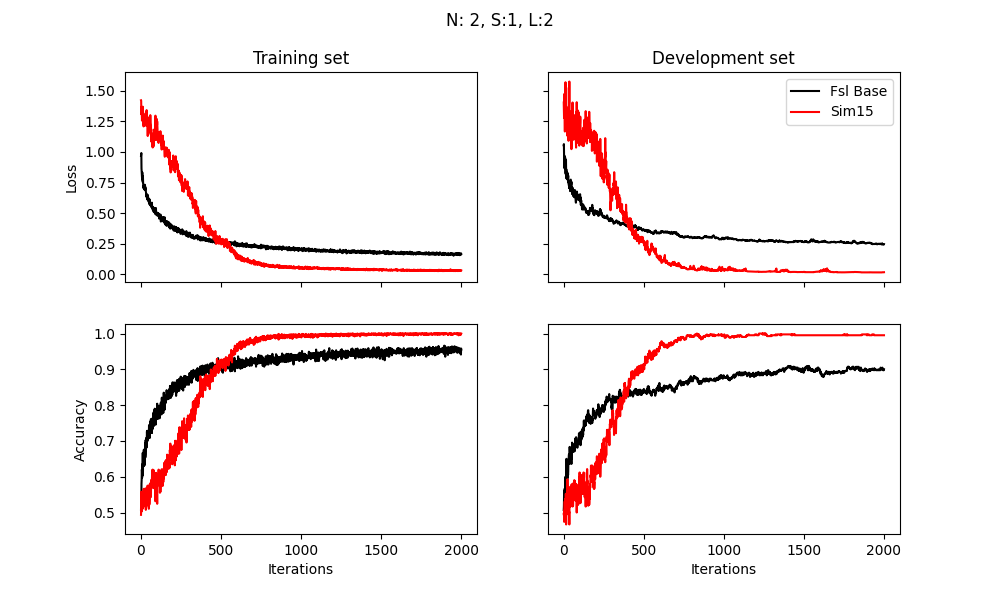 N: 2, S:1, L:2
Training set
Development set
Loss
1.50
1.25
1.00
0.75
0.50
0.25
0.00
Fsl Base
Sim15
Accuracy
1.0
0.9
0.8
0.7
0.6
0.5
0
500
1000
1500
2000
Iterations
0
500
1000
1500
2000
Iterations